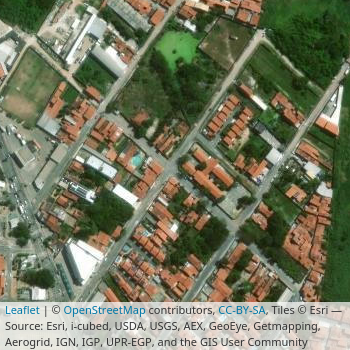 Leaflet | © OpenStreetMap contributors, CC-BY-SA, Tiles © Esri —
Source: Esri, i-cubed, USDA, USGS, AEX, GeoEye, Getmapping,
Aerogrid, IGN, IGP, UPR-EGP, and the GIS User Community